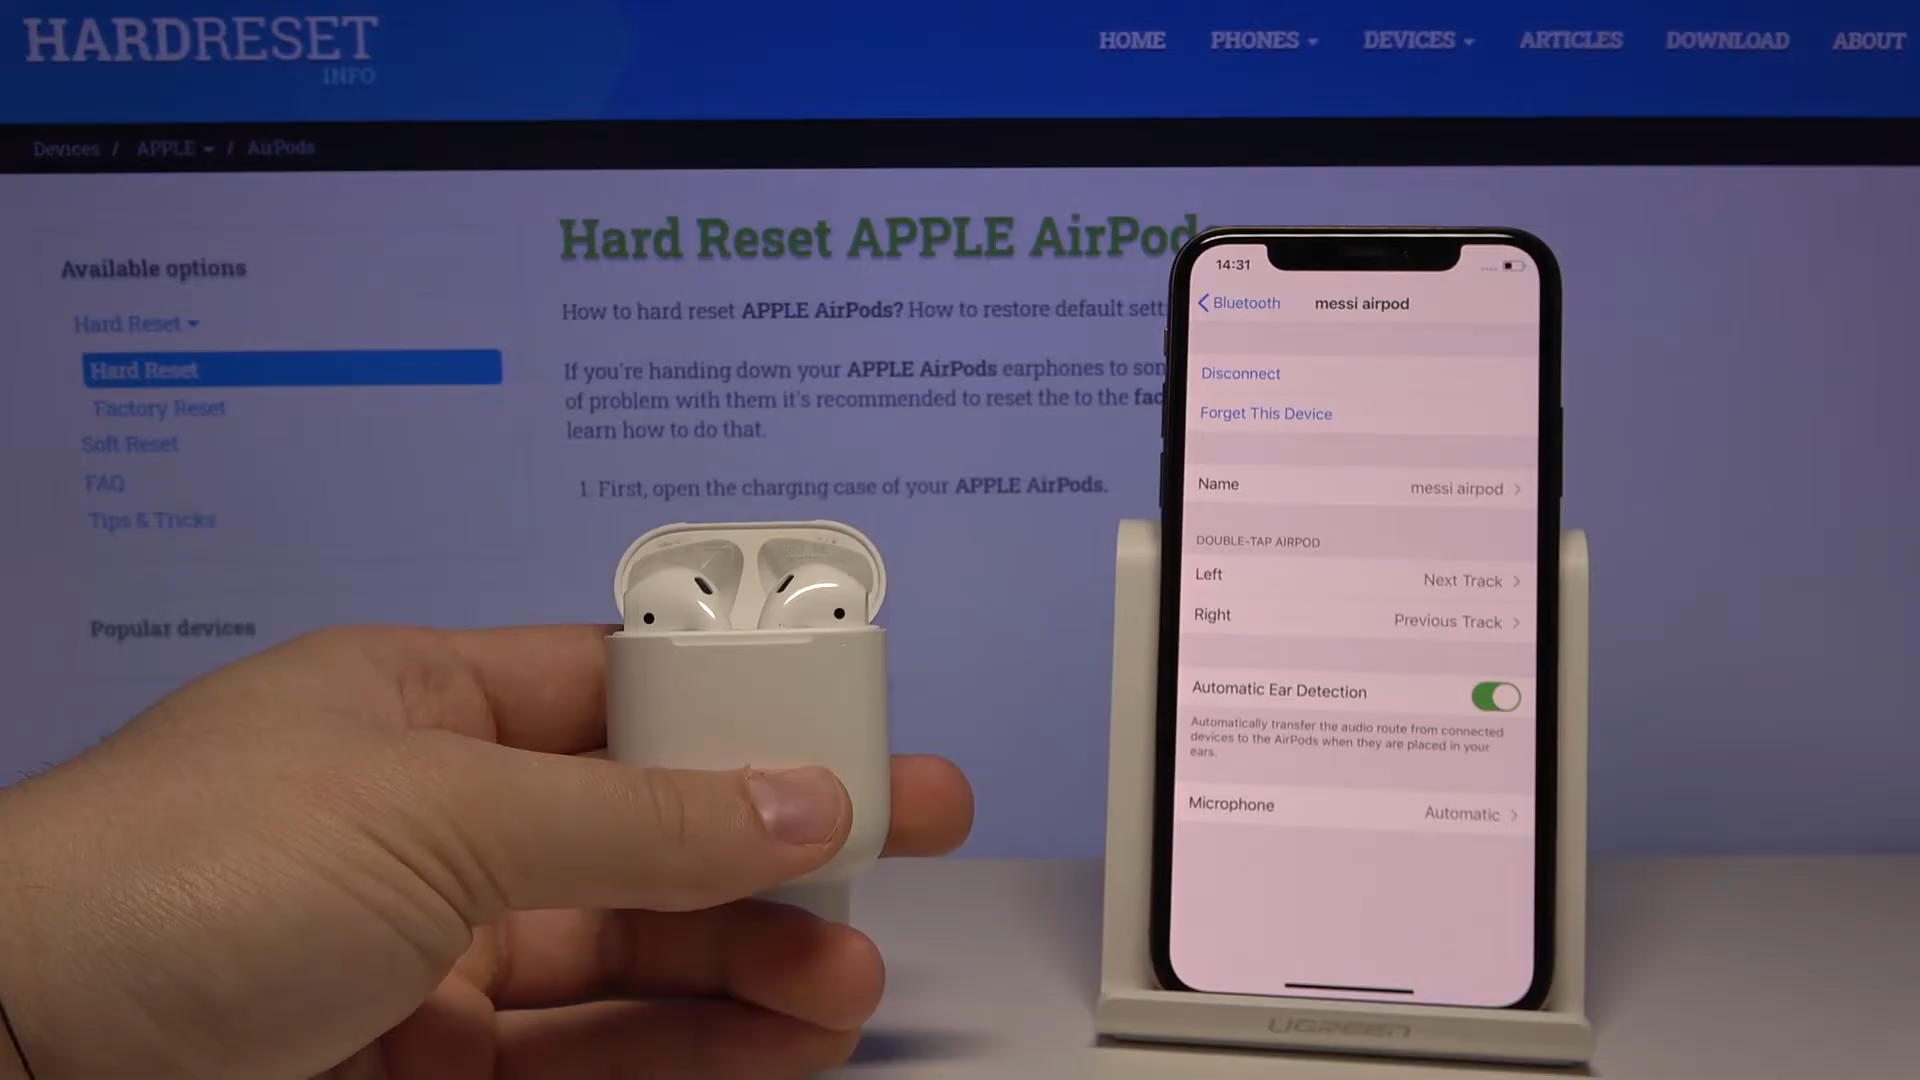 HARDRESET
INFO
HOME PHONES DEVICES ARTICLES DOWNLOAD ABOUT
Devices / APPLE / AirPods
Available options
Hard Reset
Hard Reset
Factory Reset
Soft Reset
FAQ
Tips & Tricks
Popular devices
Hard Reset APPLE AirPod
How to hard reset APPLE AirPods? How to restore default sett
If you're handing down your APPLE AirPods earphones to som
of problem with them it's recommended to reset the to the fac
learn how to do that.
1. First, open the charging case of your APPLE AirPods.
14:31
Bluetooth messi airpod
Disconnect
Forget This Device
Name messi airpod
DOUBLE-TAP AIRPOD
Left Next Track
Right Previous Track
Automatic Ear Detection
Automatically transfer the audio route from connected
devices to the AirPods when they are placed in your
ears.
Microphone Automatic
UGREEN